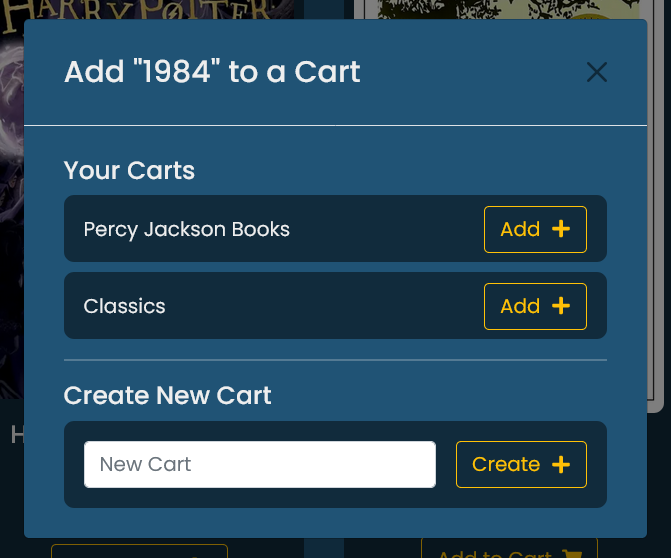 HARRY POTTER
Add "1984" to a Cart
Your Carts
Percy Jackson Books
Add
Classics
Add
Create New Cart
H
New Cart
Create
Add to Cart